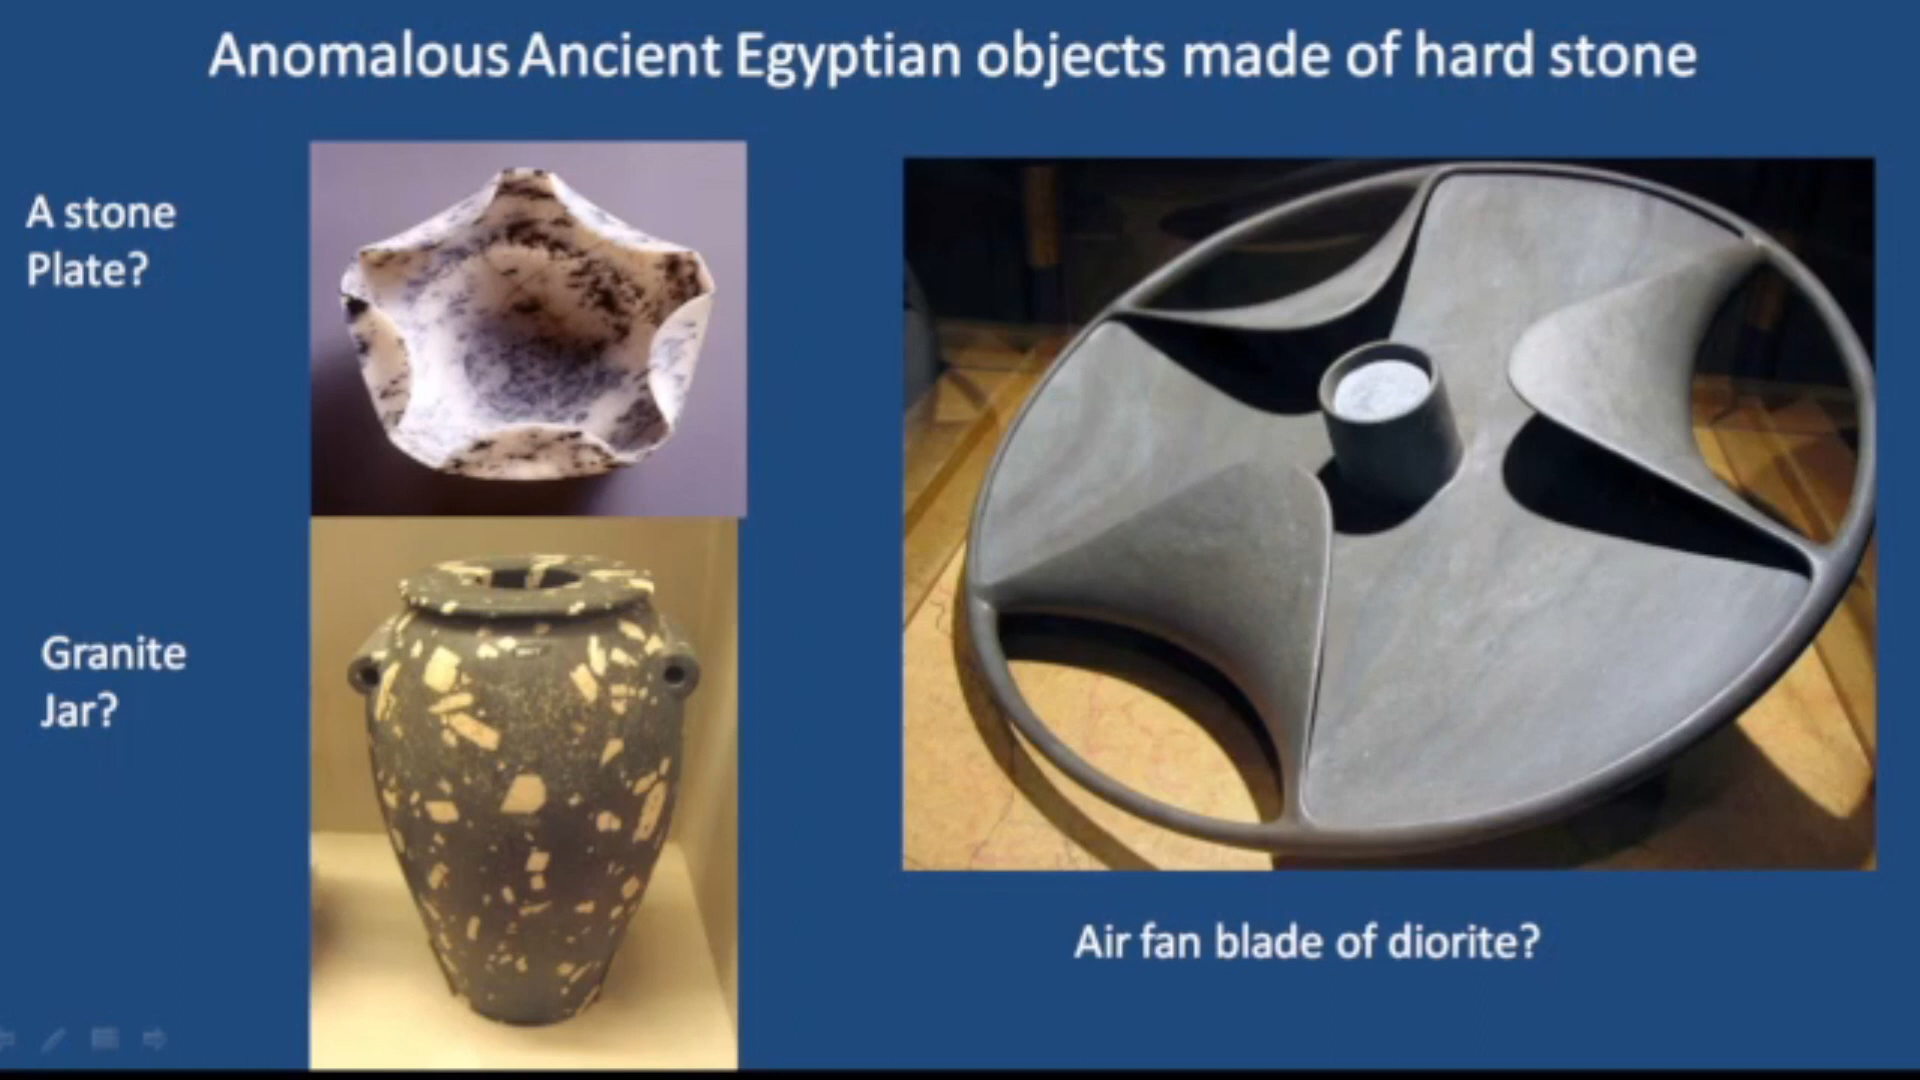 Anomalous Ancient Egyptian objects made of hard stone
A stone
Plate?
Granite
Jar?
Air fan blade of diorite?